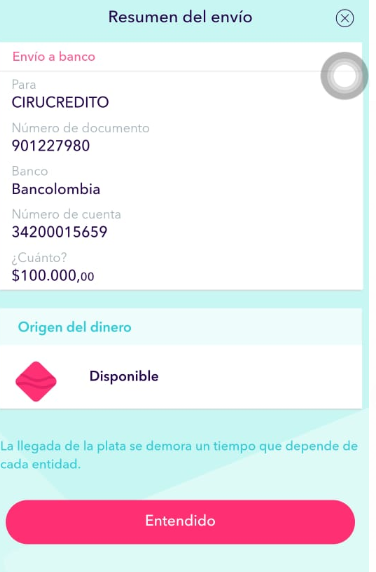 Resumen del envío
Envío a banco
Para
CIRUCREDITO
Número de documento
901227980
Banco
Bancolombia
Número de cuenta
34200015659
¿Cuánto?
$100.000,00
Origen del dinero
Disponible
La llegada de la plata se demora un tiempo que depende de
cada entidad.
Entendido